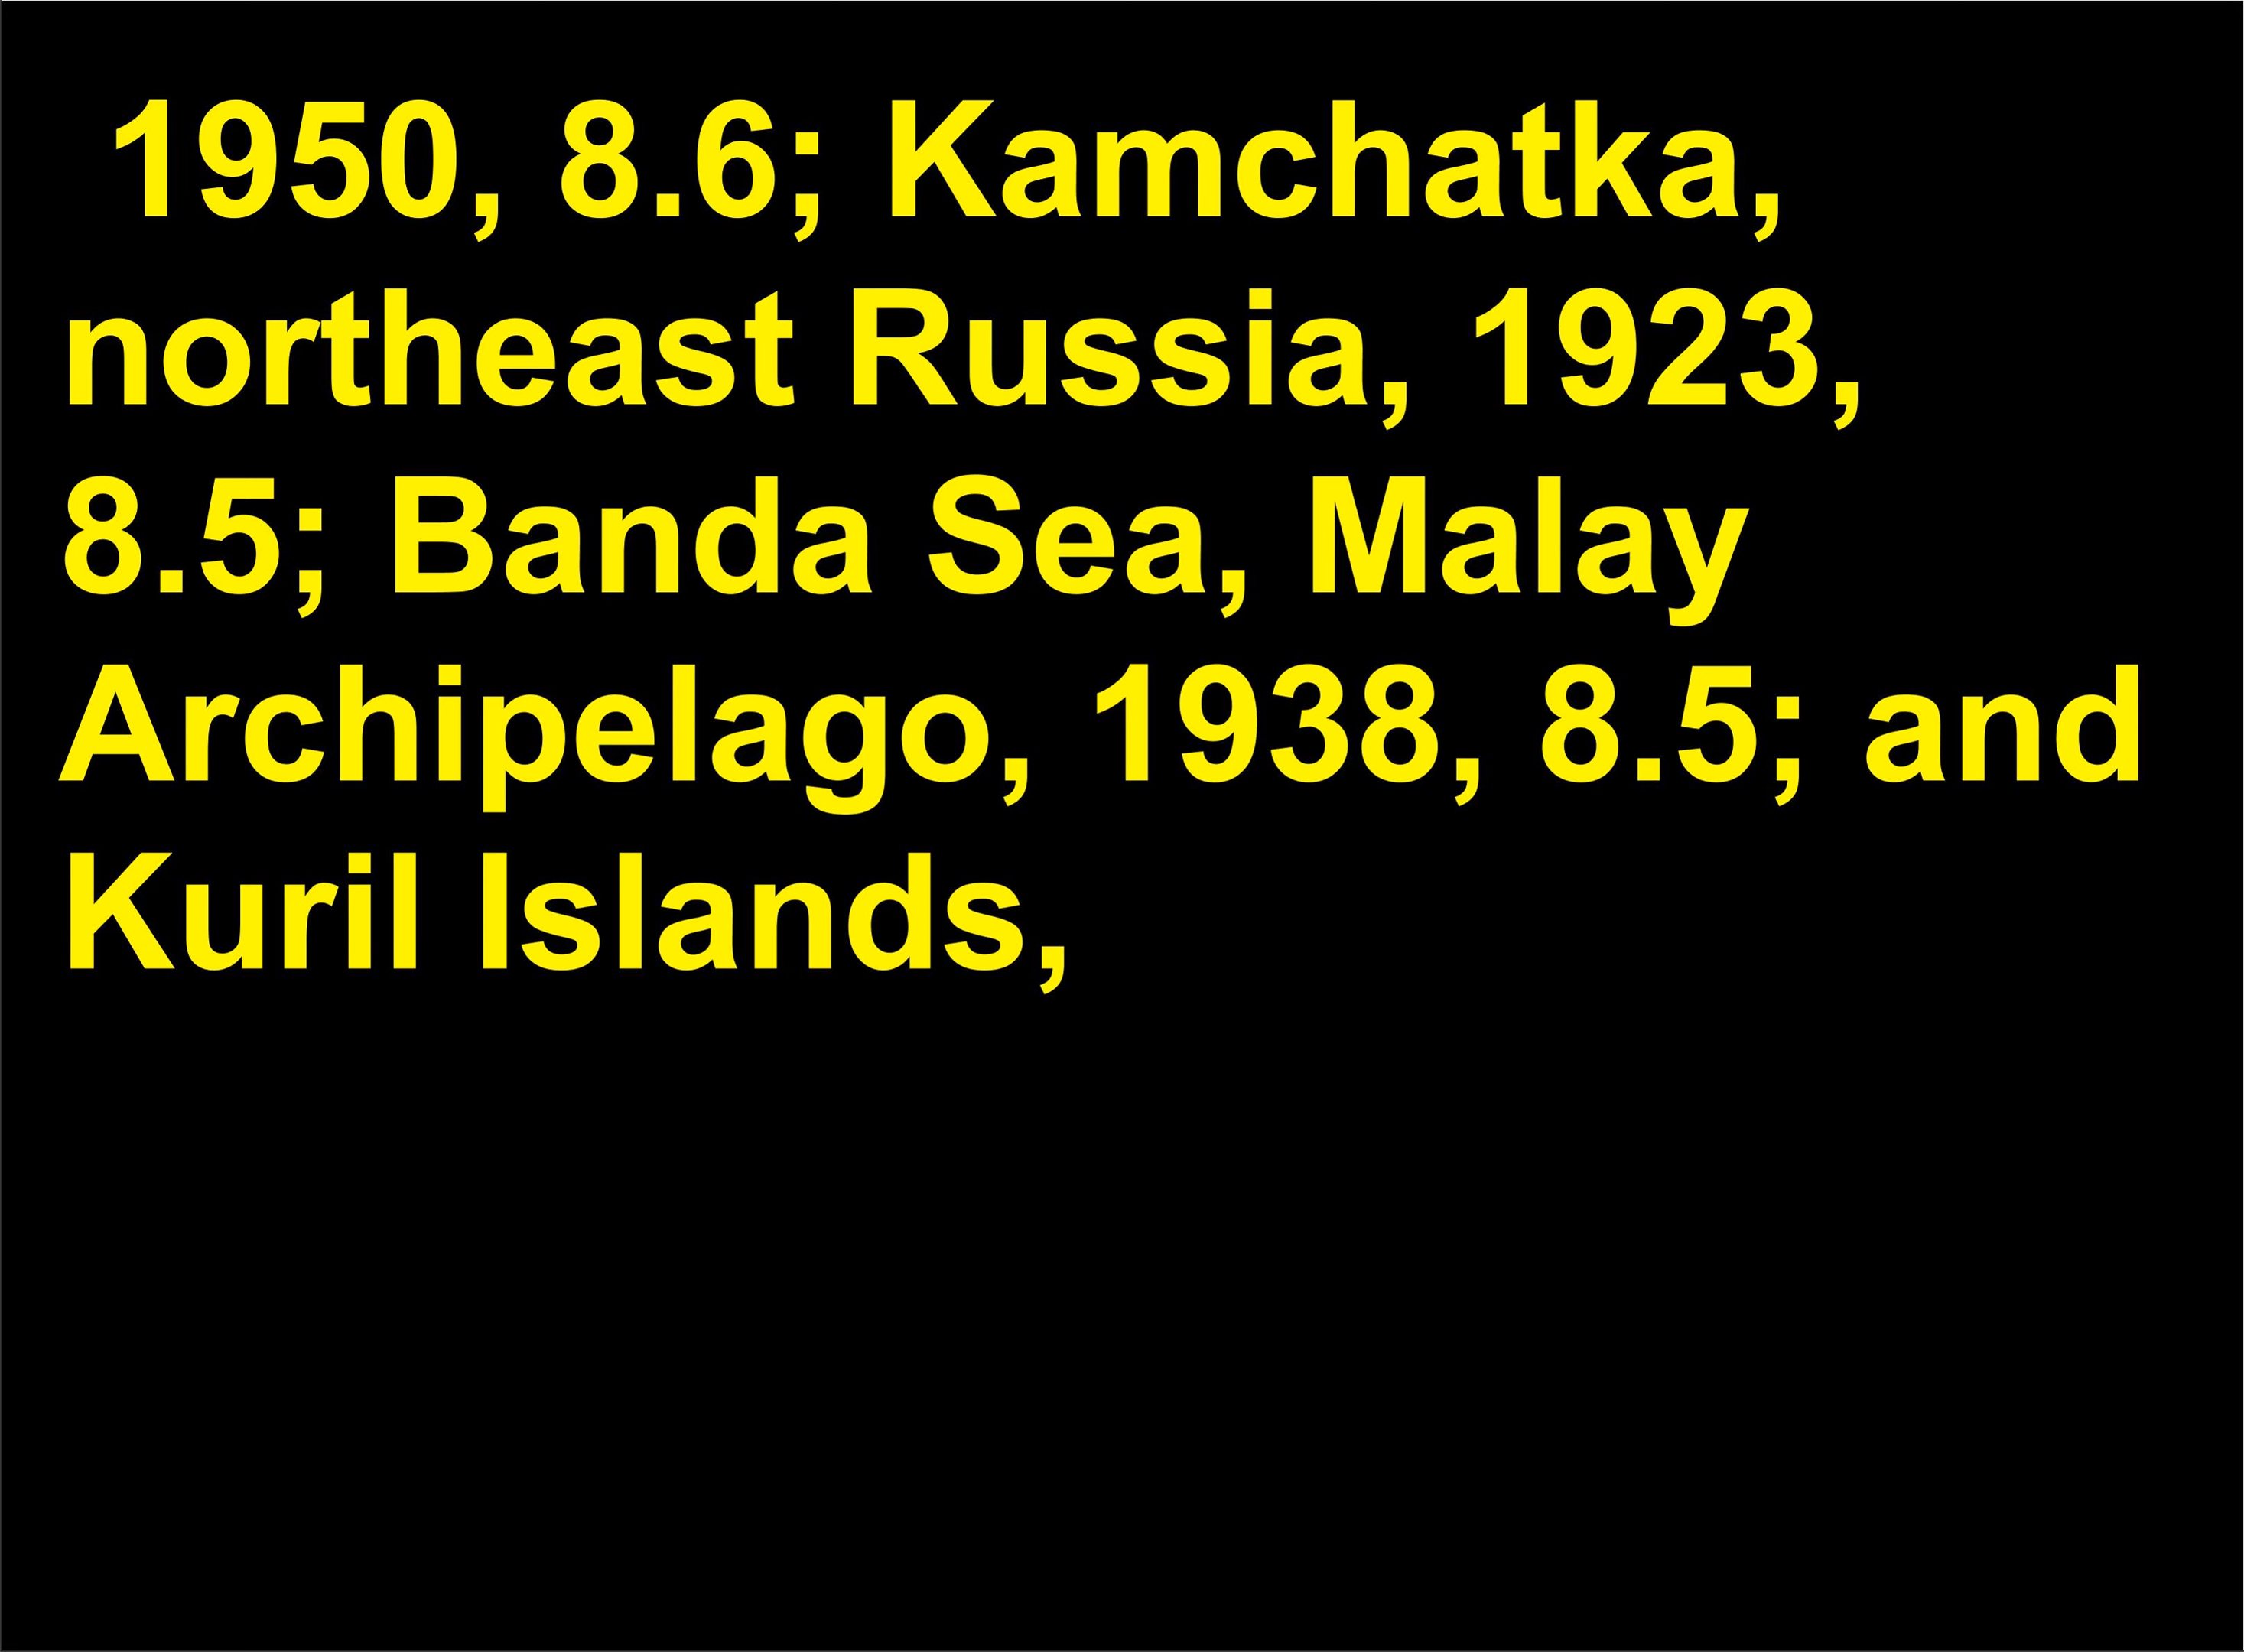 1950, 8.6; Kamchatka,
northeast Russia, 1923,
8.5; Banda Sea, Malay
Archipelago, 1938, 8.5; and
Kuril Islands,